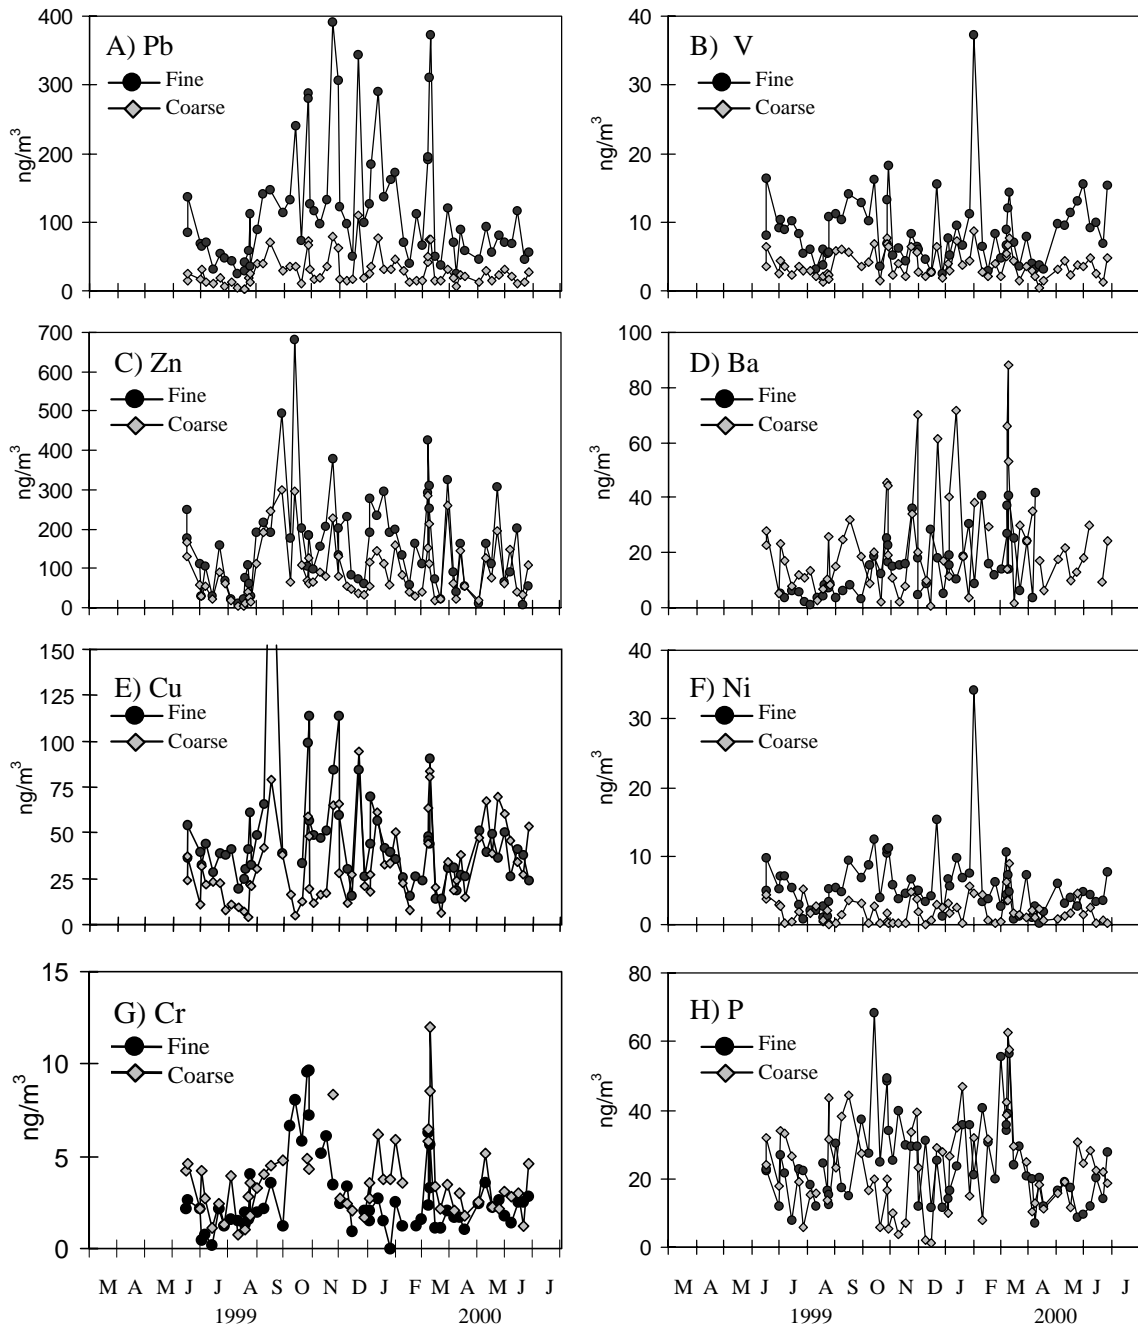 A) Pb
Fine
Coarse
ng/m³
400
300
200
100
0
B) V
Fine
Coarse
ng/m³
40
30
20
10
0
C) Zn
Fine
Coarse
ng/m³
700
600
500
400
300
200
100
0
D) Ba
Fine
Coarse
ng/m³
100
80
60
40
20
0
E) Cu
Fine
Coarse
ng/m³
150
125
100
75
50
25
0
F) Ni
Fine
Coarse
ng/m³
40
30
20
10
0
G) Cr
Fine
Coarse
ng/m³
15
10
5
0
M A M J J A S O N D J F M A M J J
1999 2000
H) P
Fine
Coarse
ng/m³
80
60
40
20
0
M A M J J A S O N D J F M A M J J
1999 2000